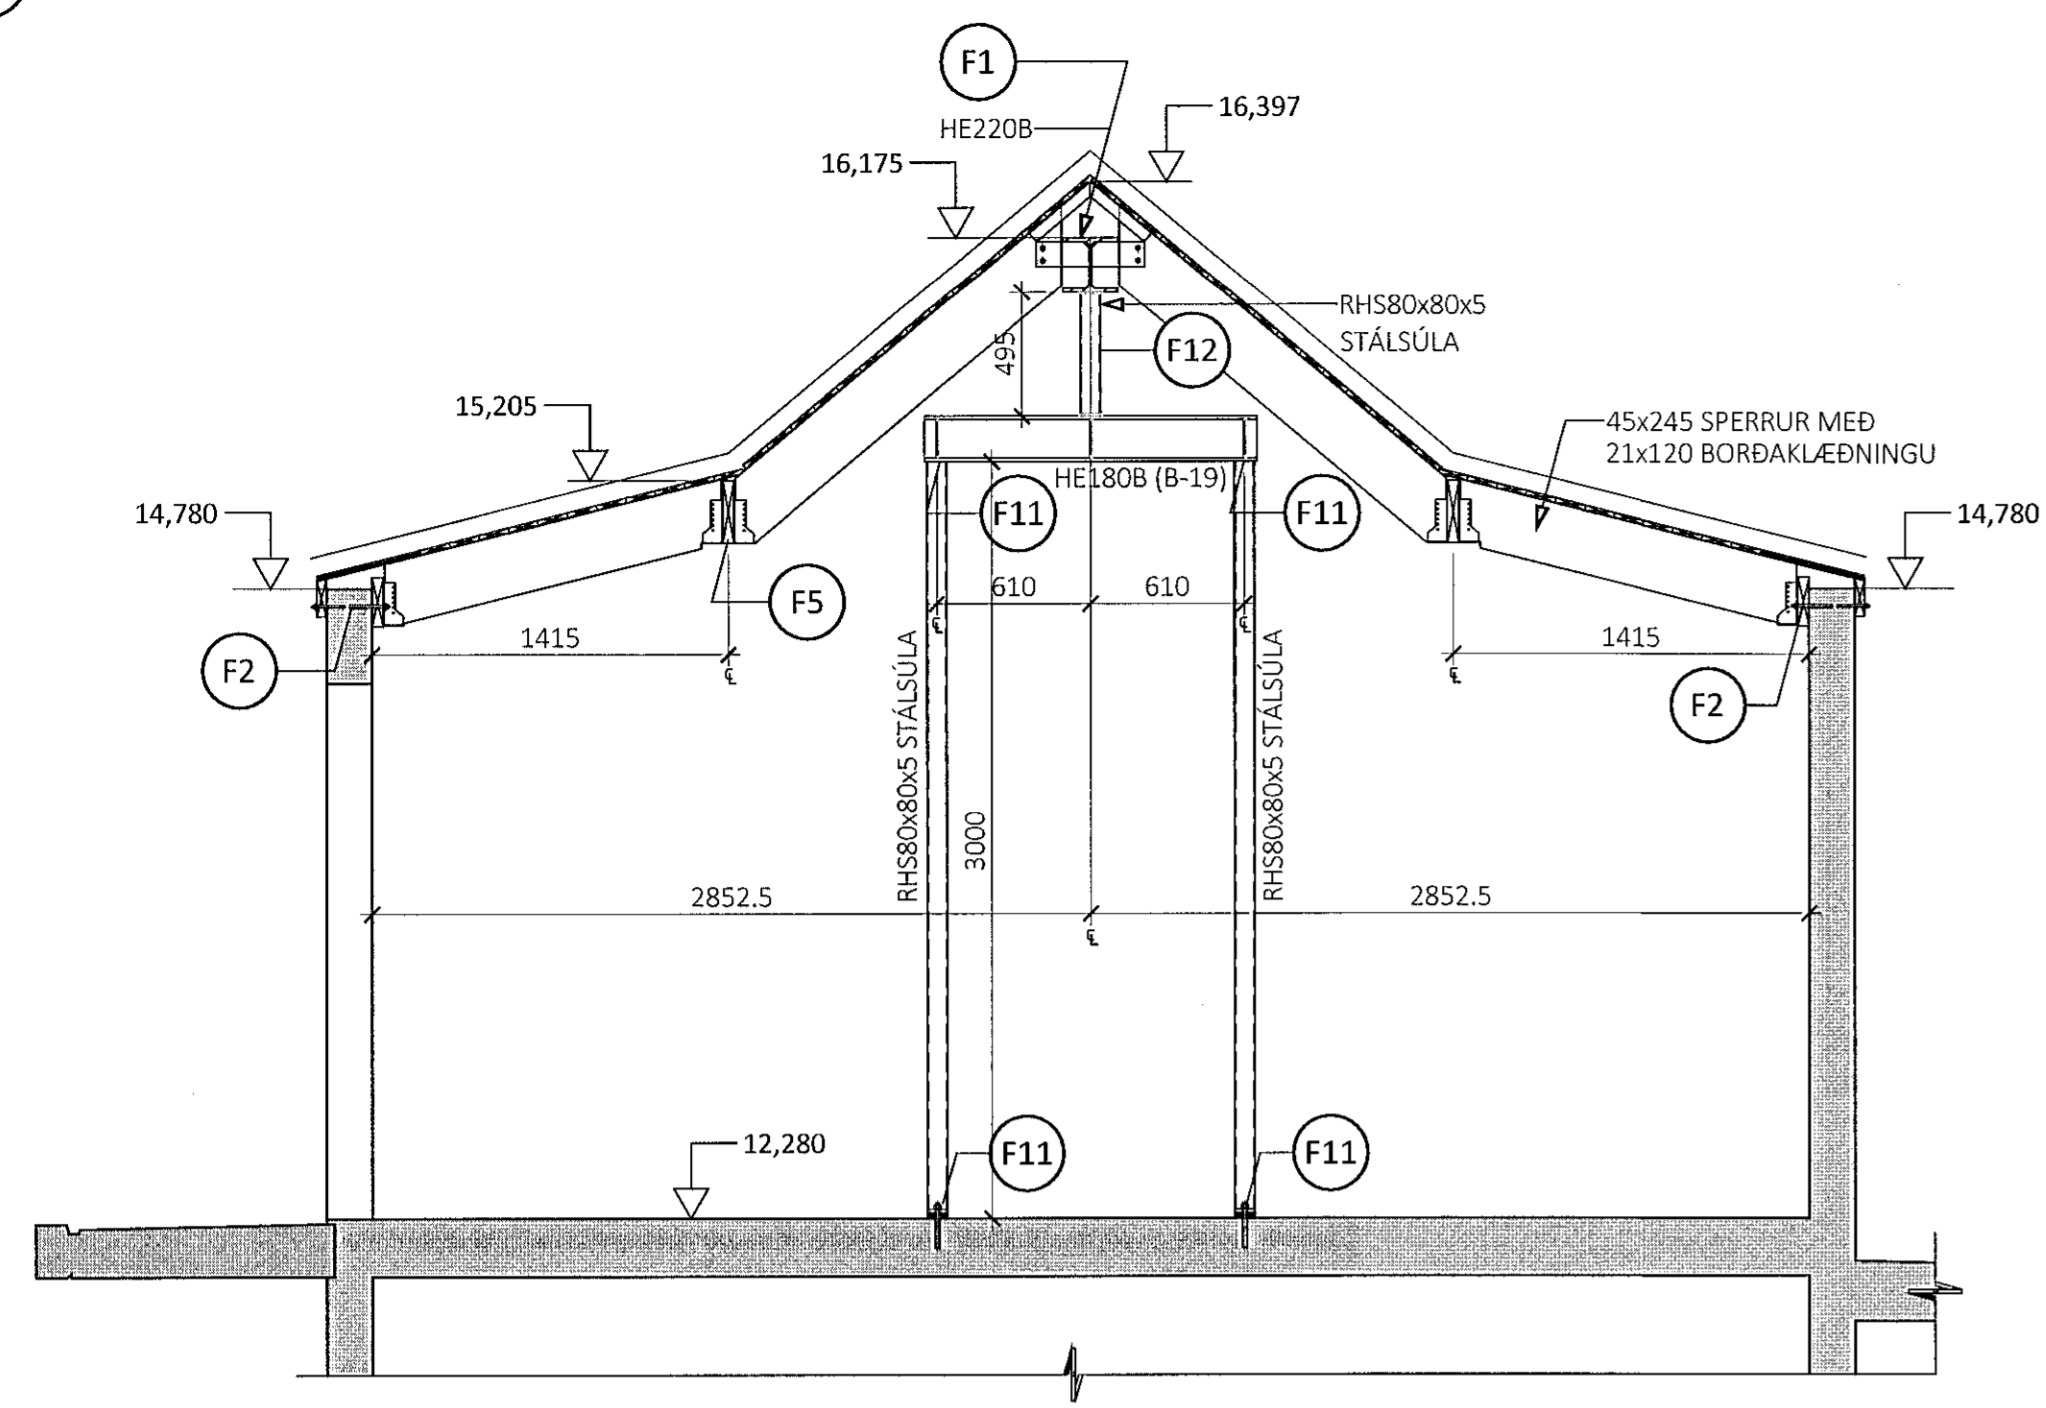 F1
16,397
HE220B
16,175
RHS80x80x5
STÁLSÚLA
495
F12
15,205
45x245 SPERRUR MEÐ
21x120 BORÐAKLÆÐNINGU
HE180B (B-19)
14,780
F11
F11
14,780
610
610
F5
℄
℄
1415
1415
F2
℄
℄
F2
RHS80x80x5 STÁLSÚLA
RHS80x80x5 STÁLSÚLA
3000
2852.5
2852.5
℄
12,280
F11
F11